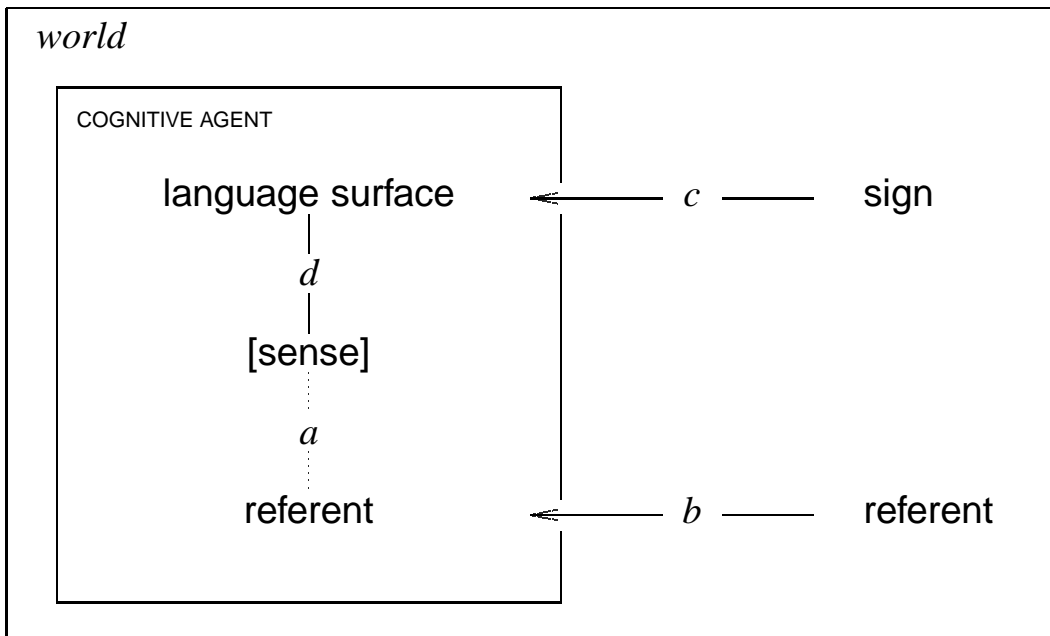 world
COGNITIVE AGENT
language surface c sign
d
[sense]
a
referent b referent